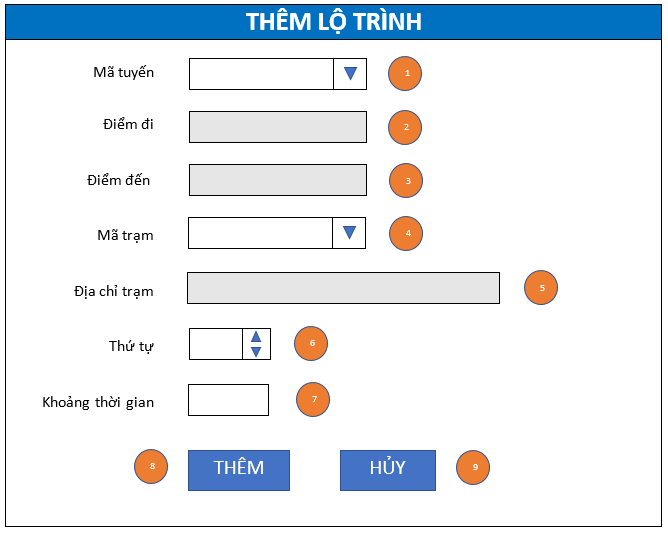 THÊM LỘ TRÌNH
Mã tuyến 1
Điểm đi 2
Điểm đến 3
Mã trạm 4
Địa chỉ trạm 5
Thứ tự 6
Khoảng thời gian 7
8 THÊM HỦY 9